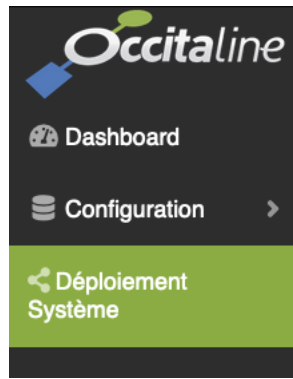 Occitaline
Dashboard
Configuration
Déploiement
Système